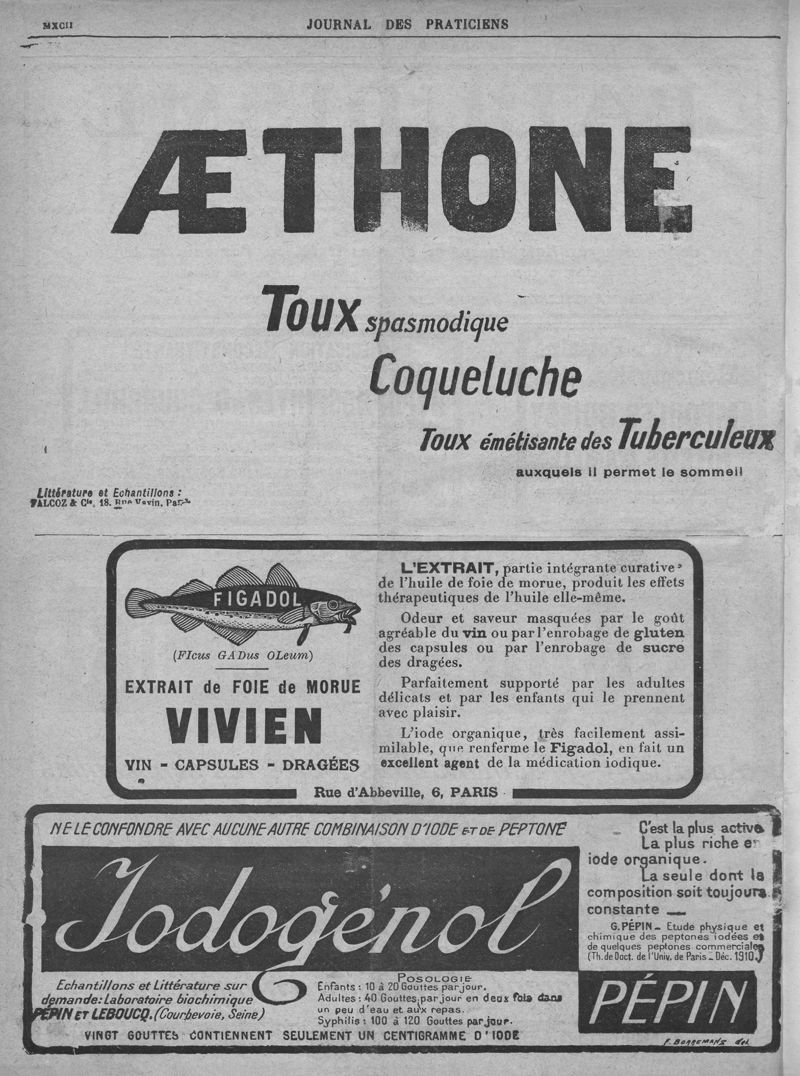 MXCII
JOURNAL DES PRATICIENS
ÆTHONE
Toux spasmodique
Coqueluche
Toux émétisante des Tuberculeux
auxquels il permet le sommeil
Littérature et Echantillons :
FALCOZ & Cie, 18, Rue Vavin, Paris
FIGADOL
(FIcus GADus OLeum)
EXTRAIT de FOIE de MORUE
VIVIEN
VIN - CAPSULES - DRAGÉES
L'EXTRAIT, partie intégrante curative
de l'huile de foie de morue, produit les effets
thérapeutiques de l'huile elle-même.
Odeur et saveur masquées par le goût
agréable du vin ou par l'enrobage de gluten
des capsules ou par l'enrobage de sucre
des dragées.
Parfaitement supporté par les adultes
délicats et par les enfants qui le prennent
avec plaisir.
L'iode organique, très facilement assi-
milable, que renferme le Figadol, en fait un
excellent agent de la médication iodique.
Rue d'Abbeville, 6, PARIS
NE LE CONFONDRE AVEC AUCUNE AUTRE COMBINAISON D'IODE ET DE PEPTONE
Iodogénol
C'est la plus active
La plus riche en
iode organique.
La seule dont la
composition soit toujours
constante _
G. PÉPIN _ Etude physique et
chimique des peptones iodées et
de quelques peptones commerciales
(Th. de Doct. de l'Univ. de Paris _ Déc. 1910.)
Echantillons et Littérature sur
demande: Laboratoire biochimique
PÉPIN ET LEBOUCQ. (Courbevoie, Seine)
POSOLOGIE
Enfants : 10 à 20 Gouttes par jour.
Adultes : 40 Gouttes par jour en deux fois dans
un peu d'eau et aux repas.
Syphilis : 100 à 120 Gouttes par jour.
VINGT GOUTTES CONTIENNENT SEULEMENT UN CENTIGRAMME D'IODE
PÉPIN
F. BORREMANS del.